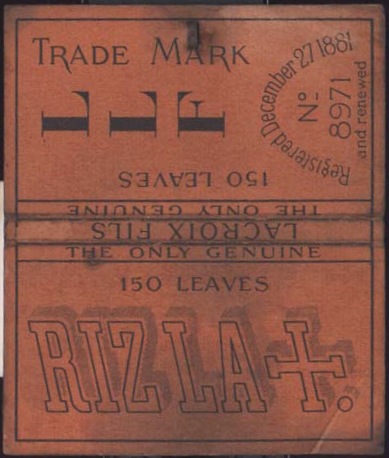 TRADE MARK
L L F
Registered December 27 1881
No
8971
and renewed
150 LEAVES
THE ONLY GENUINE
LACROIX FILS
THE ONLY GENUINE
150 LEAVES
RIZ LA +.